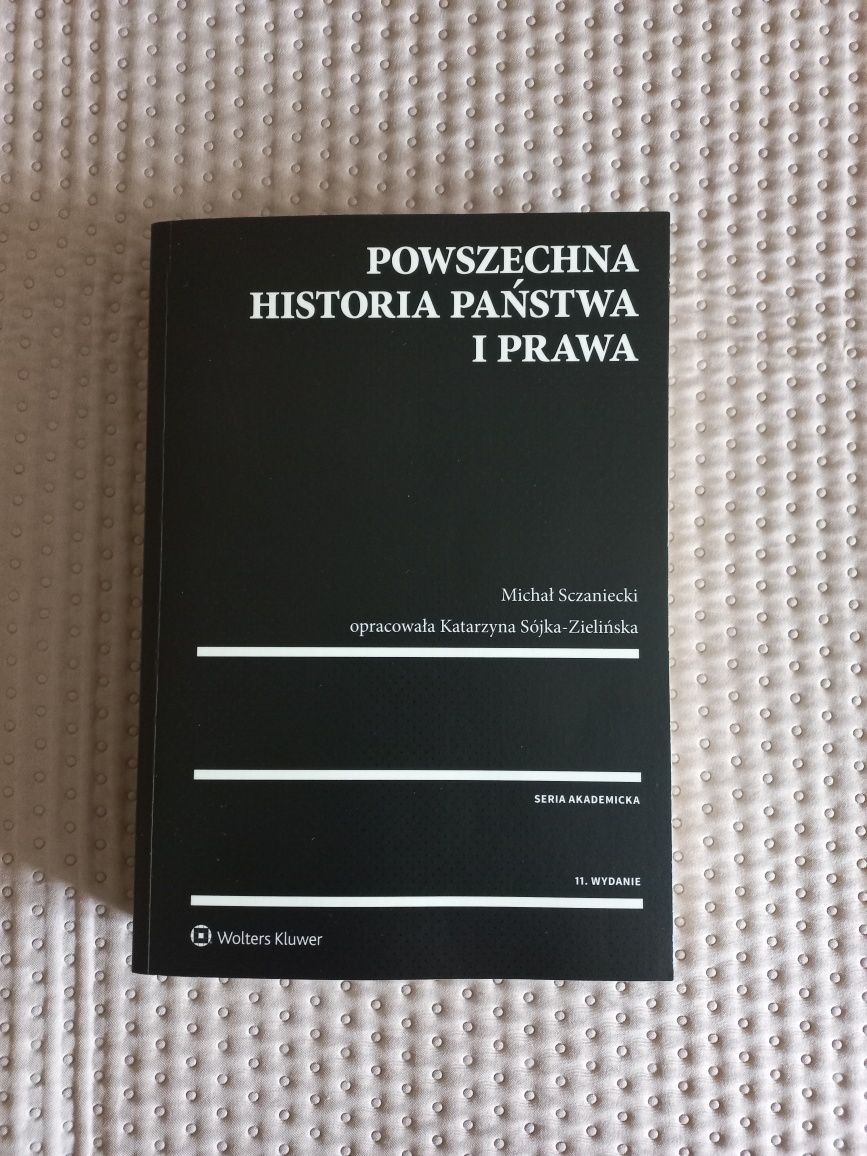 POWSZECHNA
HISTORIA PAŃSTWA
I PRAWA
Michał Sczaniecki
opracowała Katarzyna Sójka-Zielińska
SERIA AKADEMICKA
11. WYDANIE
Wolters Kluwer